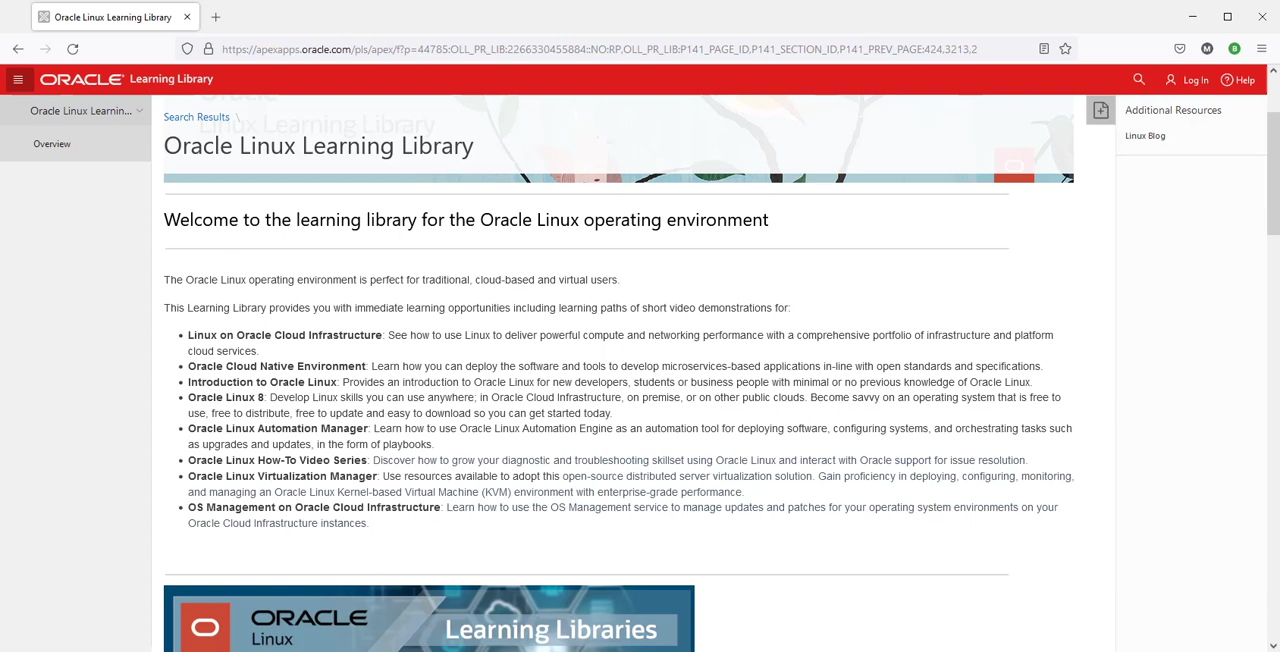 Oracle Linux Learning Library
https://apexapps.oracle.com/pls/apex/f?p=44785:OLL_PR_LIB:2266330455884::NO:RP,OLL_PR_LIB:P141_PAGE_ID,P141_SECTION_ID,P141_PREV_PAGE:424,3213,2
M
B
ORACLE Learning Library
Log In
Help
Oracle Linux Learnin...
Overview
Search Results \
Linux Learning Library
Oracle Linux Learning Library
Additional Resources
Linux Blog
Welcome to the learning library for the Oracle Linux operating environment
The Oracle Linux operating environment is perfect for traditional, cloud-based and virtual users.
This Learning Library provides you with immediate learning opportunities including learning paths of short video demonstrations for:
• Linux on Oracle Cloud Infrastructure: See how to use Linux to deliver powerful compute and networking performance with a comprehensive portfolio of infrastructure and platform
cloud services.
• Oracle Cloud Native Environment: Learn how you can deploy the software and tools to develop microservices-based applications in-line with open standards and specifications.
• Introduction to Oracle Linux: Provides an introduction to Oracle Linux for new developers, students or business people with minimal or no previous knowledge of Oracle Linux.
• Oracle Linux 8: Develop Linux skills you can use anywhere; in Oracle Cloud Infrastructure, on premise, or on other public clouds. Become savvy on an operating system that is free to
use, free to distribute, free to update and easy to download so you can get started today.
• Oracle Linux Automation Manager: Learn how to use Oracle Linux Automation Engine as an automation tool for deploying software, configuring systems, and orchestrating tasks such
as upgrades and updates, in the form of playbooks.
• Oracle Linux How-To Video Series: Discover how to grow your diagnostic and troubleshooting skillset using Oracle Linux and interact with Oracle support for issue resolution.
• Oracle Linux Virtualization Manager: Use resources available to adopt this open-source distributed server virtualization solution. Gain proficiency in deploying, configuring, monitoring,
and managing an Oracle Linux Kernel-based Virtual Machine (KVM) environment with enterprise-grade performance.
• OS Management on Oracle Cloud Infrastructure: Learn how to use the OS Management service to manage updates and patches for your operating system environments on your
Oracle Cloud Infrastructure instances.
ORACLE
Linux
Learning Libraries